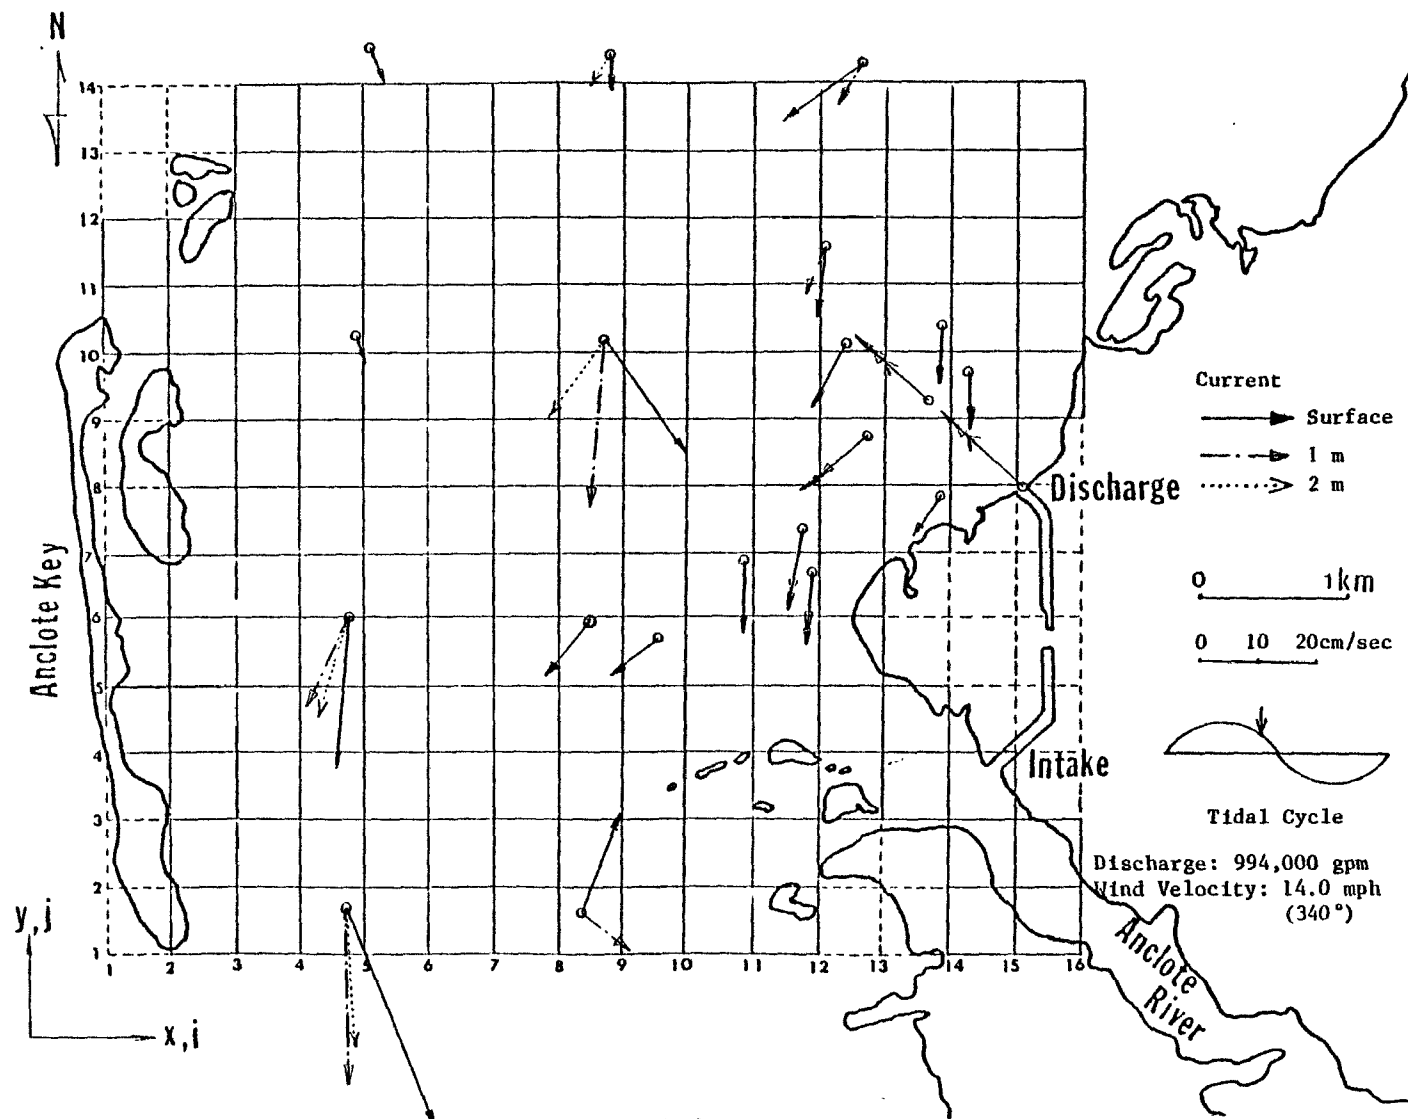 N
14
13
12
11
10
9
8
7
6
5
4
3
2
1
1 2 3 4 5 6 7 8 9 10 11 12 13 14 15 16
Anclote Key
y,j
x,i
Discharge
Intake
Anclote
River
Current
Surface
1 m
2 m
0 1km
0 10 20cm/sec
Tidal Cycle
Discharge: 994,000 gpm
Wind Velocity: 14.0 mph
(340°)